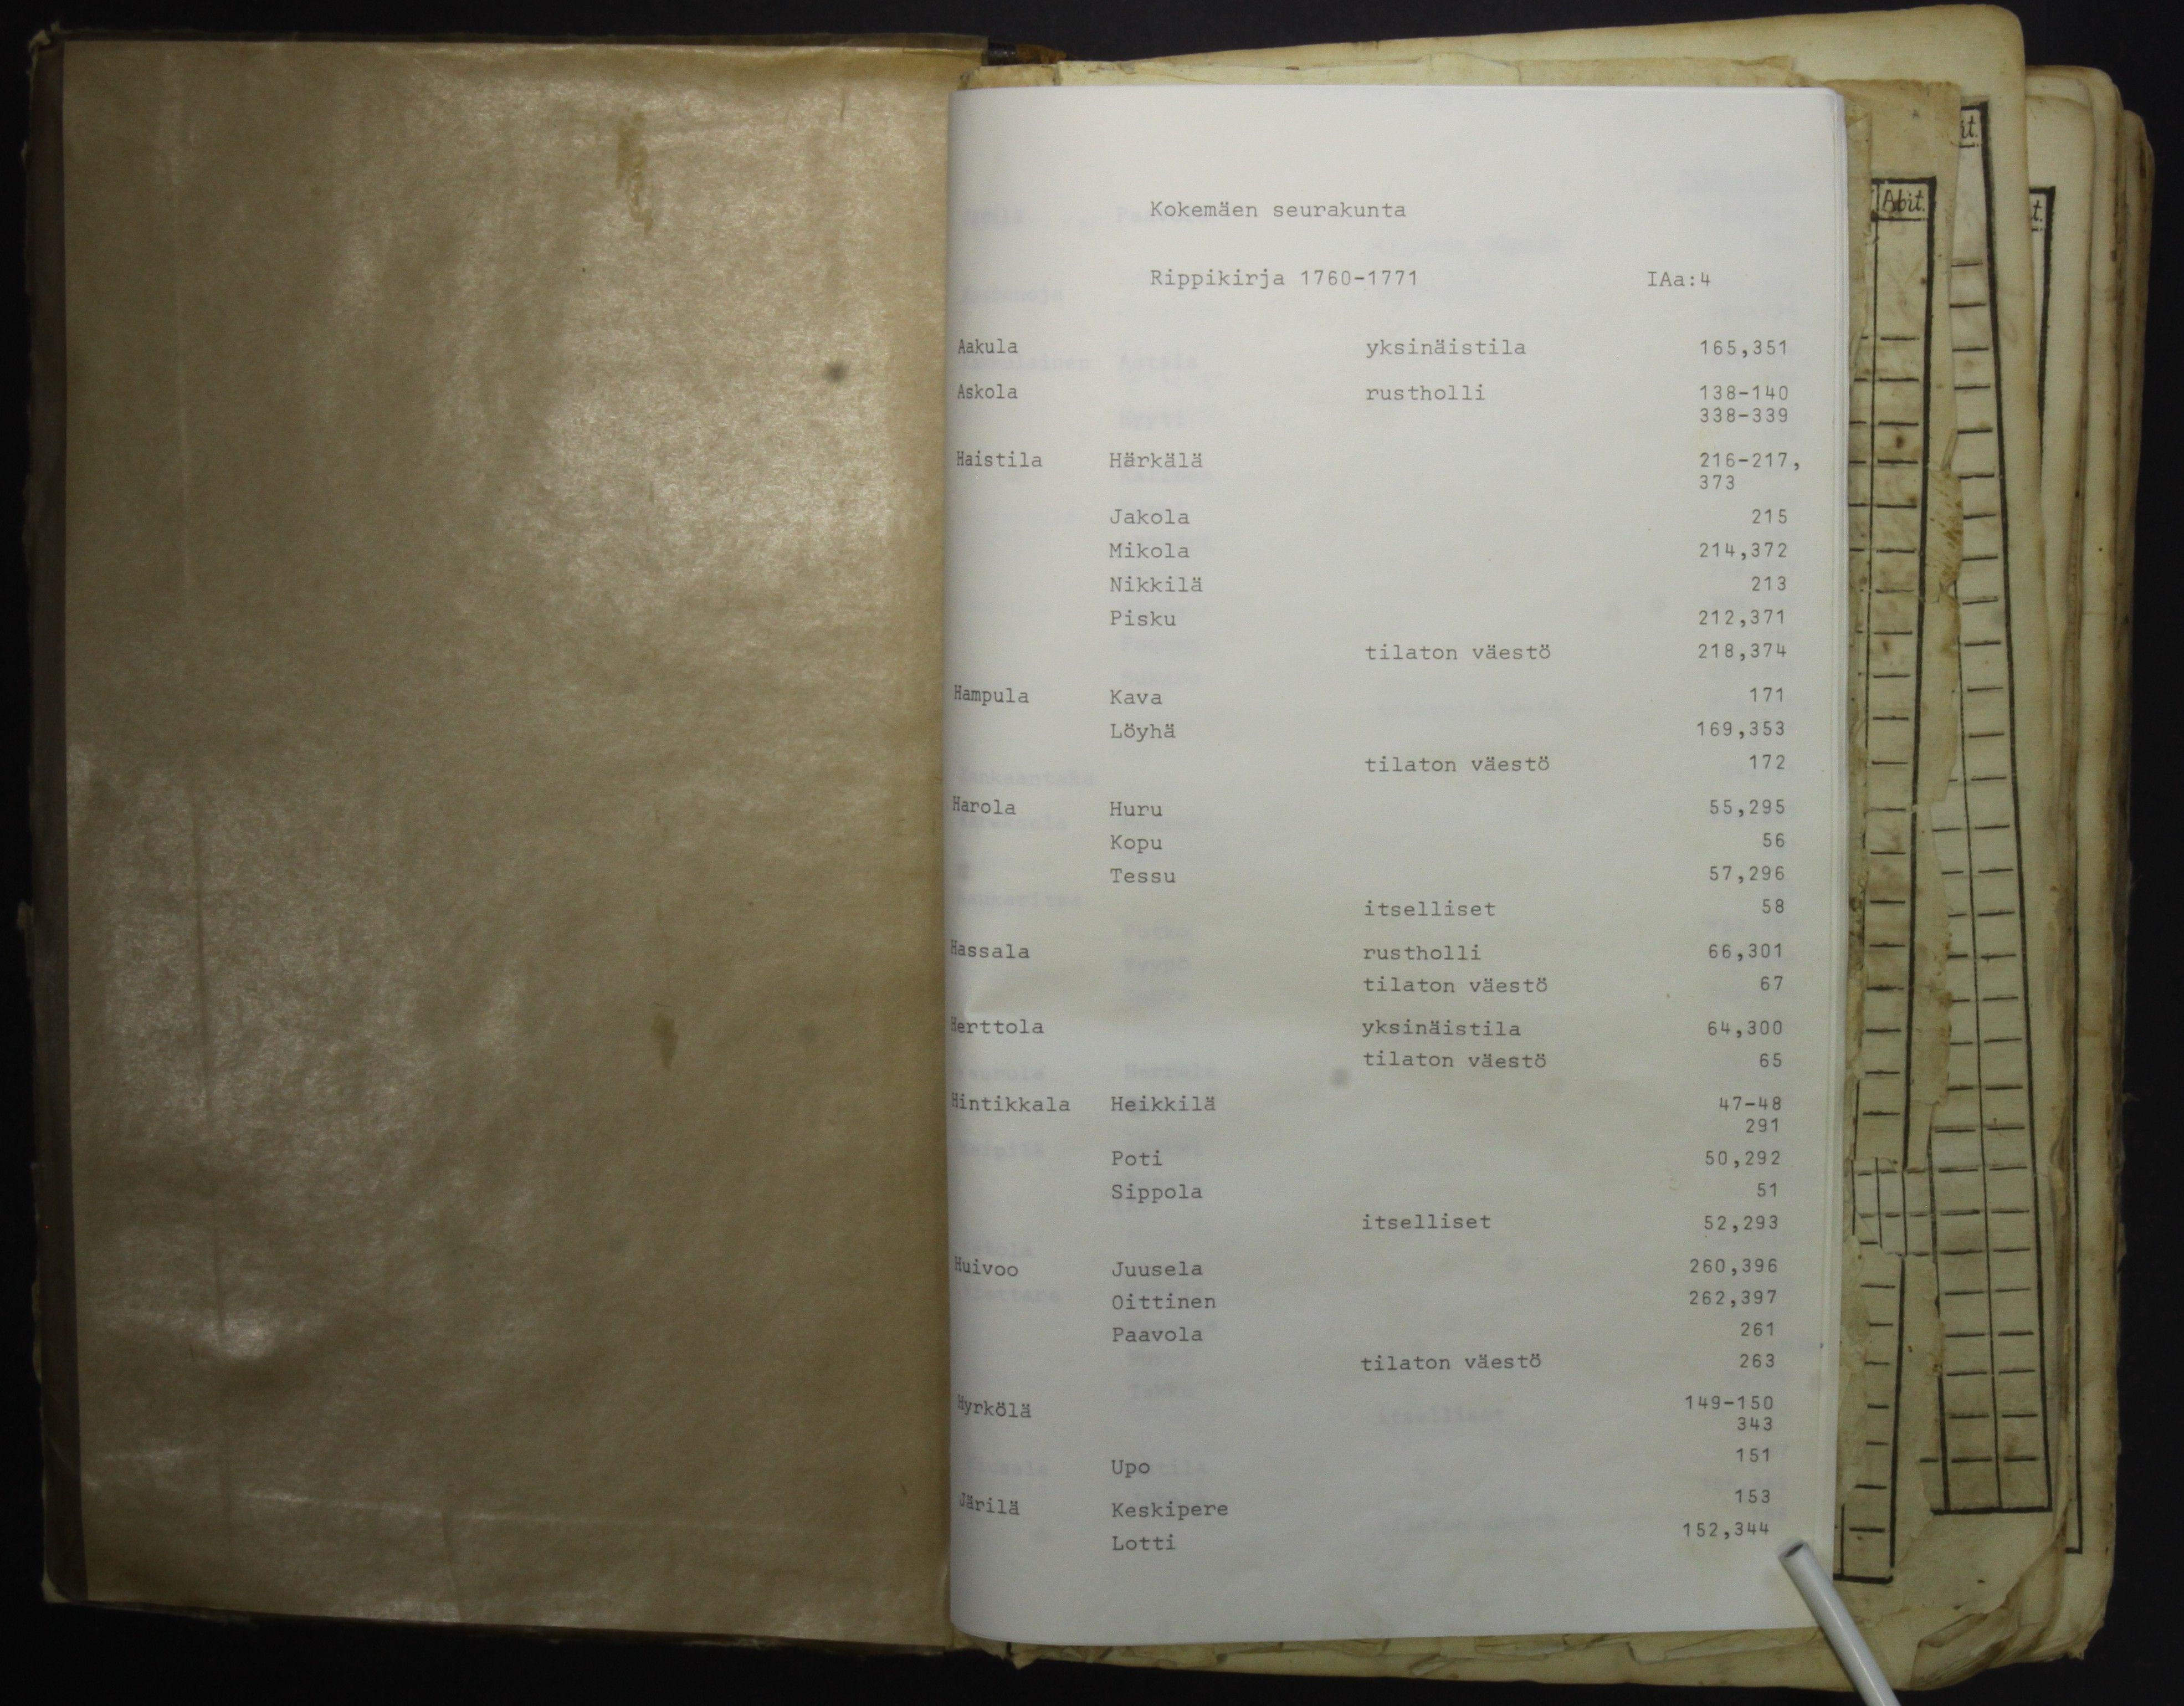 Kokemäen seurakunta
Rippikirja 1760-1771 IAa:4
Aakula yksinäistila 165,351
Askola rustholli 138-140
338-339
Haistila Härkälä 216-217,
373
Jakola 215
Mikola 214,372
Nikkilä 213
Pisku 212,371
tilaton väestö 218,374
Hampula Kava 171
Löyhä 169,353
tilaton väestö 172
Harola Huru 55,295
Kopu 56
Tessu 57,296
itselliset 58
Hassala rustholli 66,301
tilaton väestö 67
Herttola yksinäistila 64,300
tilaton väestö 65
Hintikkala Heikkilä 47-48
291
Poti 50,292
Sippola 51
itselliset 52,293
Huivoo Juusela 260,396
Oittinen 262,397
Paavola 261
tilaton väestö 263
Hyrkölä 149-150
343
Upo 151
Järilä Keskipere 153
Lotti 152,344
Abit.